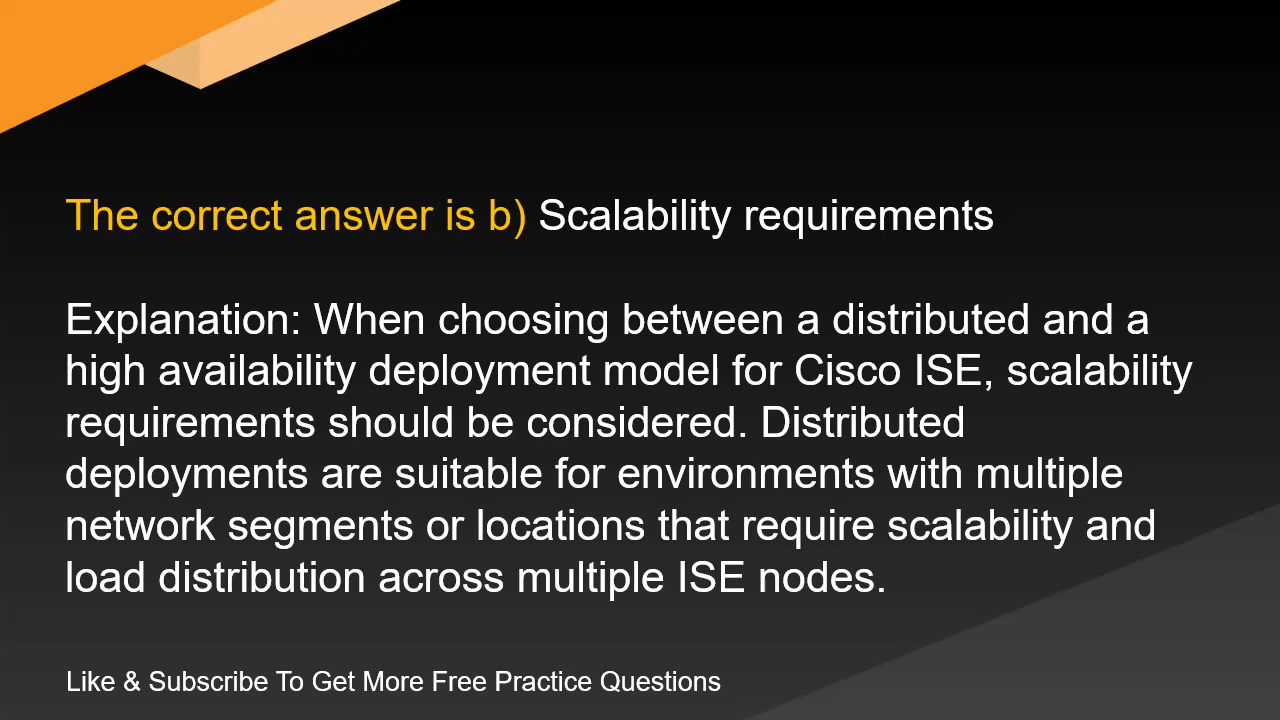 The correct answer is b) Scalability requirements
Explanation: When choosing between a distributed and a
high availability deployment model for Cisco ISE, scalability
requirements should be considered. Distributed
deployments are suitable for environments with multiple
network segments or locations that require scalability and
load distribution across multiple ISE nodes.
Like & Subscribe To Get More Free Practice Questions